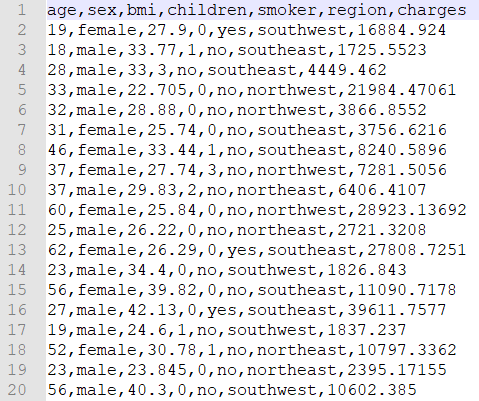 1 age,sex,bmi,children,smoker,region,charges
2 19,female,27.9,0,yes,southwest,16884.924
3 18,male,33.77,1,no,southeast,1725.5523
4 28,male,33,3,no,southeast,4449.462
5 33,male,22.705,0,no,northwest,21984.47061
6 32,male,28.88,0,no,northwest,3866.8552
7 31,female,25.74,0,no,southeast,3756.6216
8 46,female,33.44,1,no,southeast,8240.5896
9 37,female,27.74,3,no,northwest,7281.5056
10 37,male,29.83,2,no,northeast,6406.4107
11 60,female,25.84,0,no,northwest,28923.13692
12 25,male,26.22,0,no,northeast,2721.3208
13 62,female,26.29,0,yes,southeast,27808.7251
14 23,male,34.4,0,no,southwest,1826.843
15 56,female,39.82,0,no,southeast,11090.7178
16 27,male,42.13,0,yes,southeast,39611.7577
17 19,male,24.6,1,no,southwest,1837.237
18 52,female,30.78,1,no,northeast,10797.3362
19 23,male,23.845,0,no,northeast,2395.17155
20 56,male,40.3,0,no,southwest,10602.385